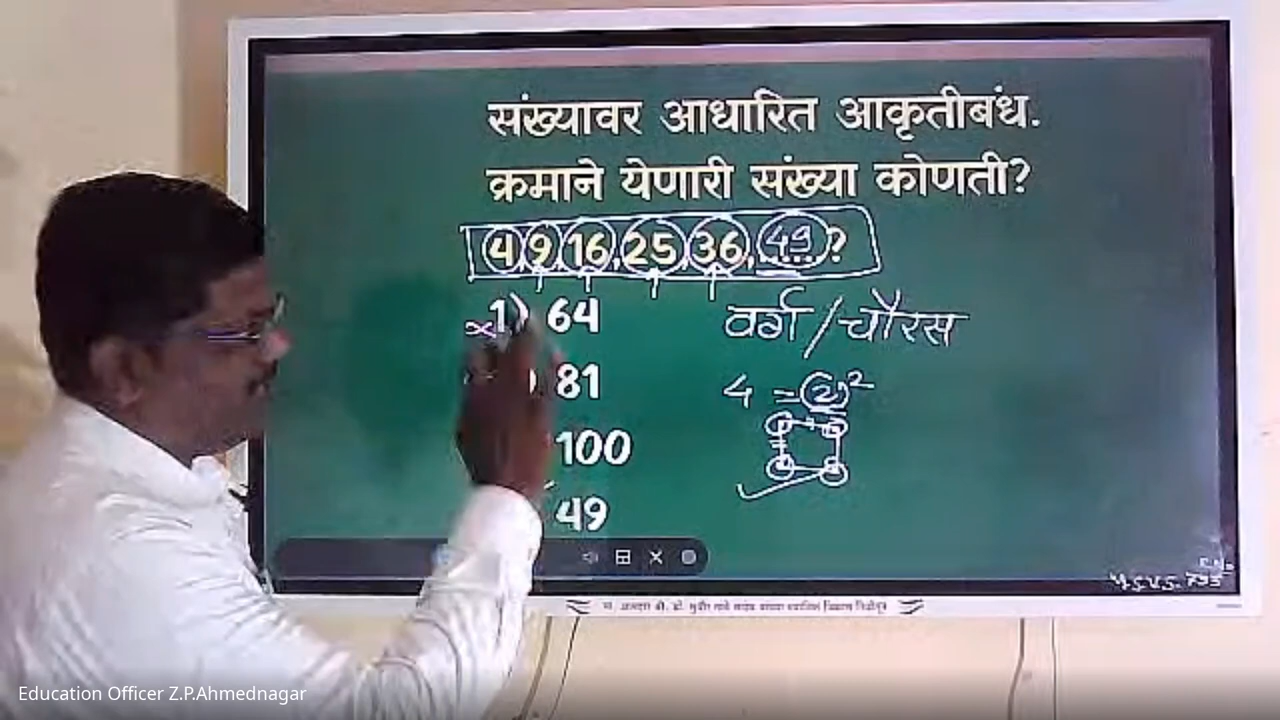 संख्यावर आधारित आकृतीबंध.
क्रमाने येणारी संख्या कोणती?
4,9,16,25,36,49....?
1) 64
) 81
100
49
वर्ग/चौरस
4 = (2)²
Education Officer Z.P.Ahmednagar